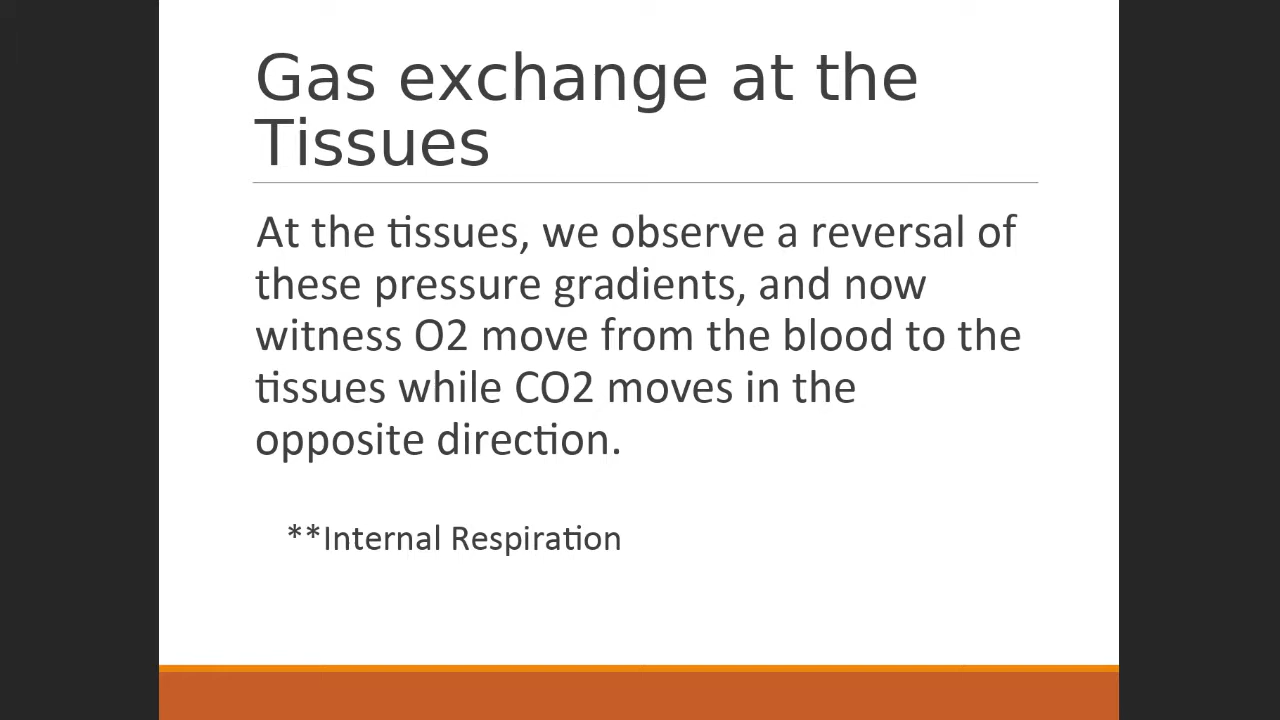 Gas exchange at the
Tissues
At the tissues, we observe a reversal of
these pressure gradients, and now
witness O2 move from the blood to the
tissues while CO2 moves in the
opposite direction.
**Internal Respiration